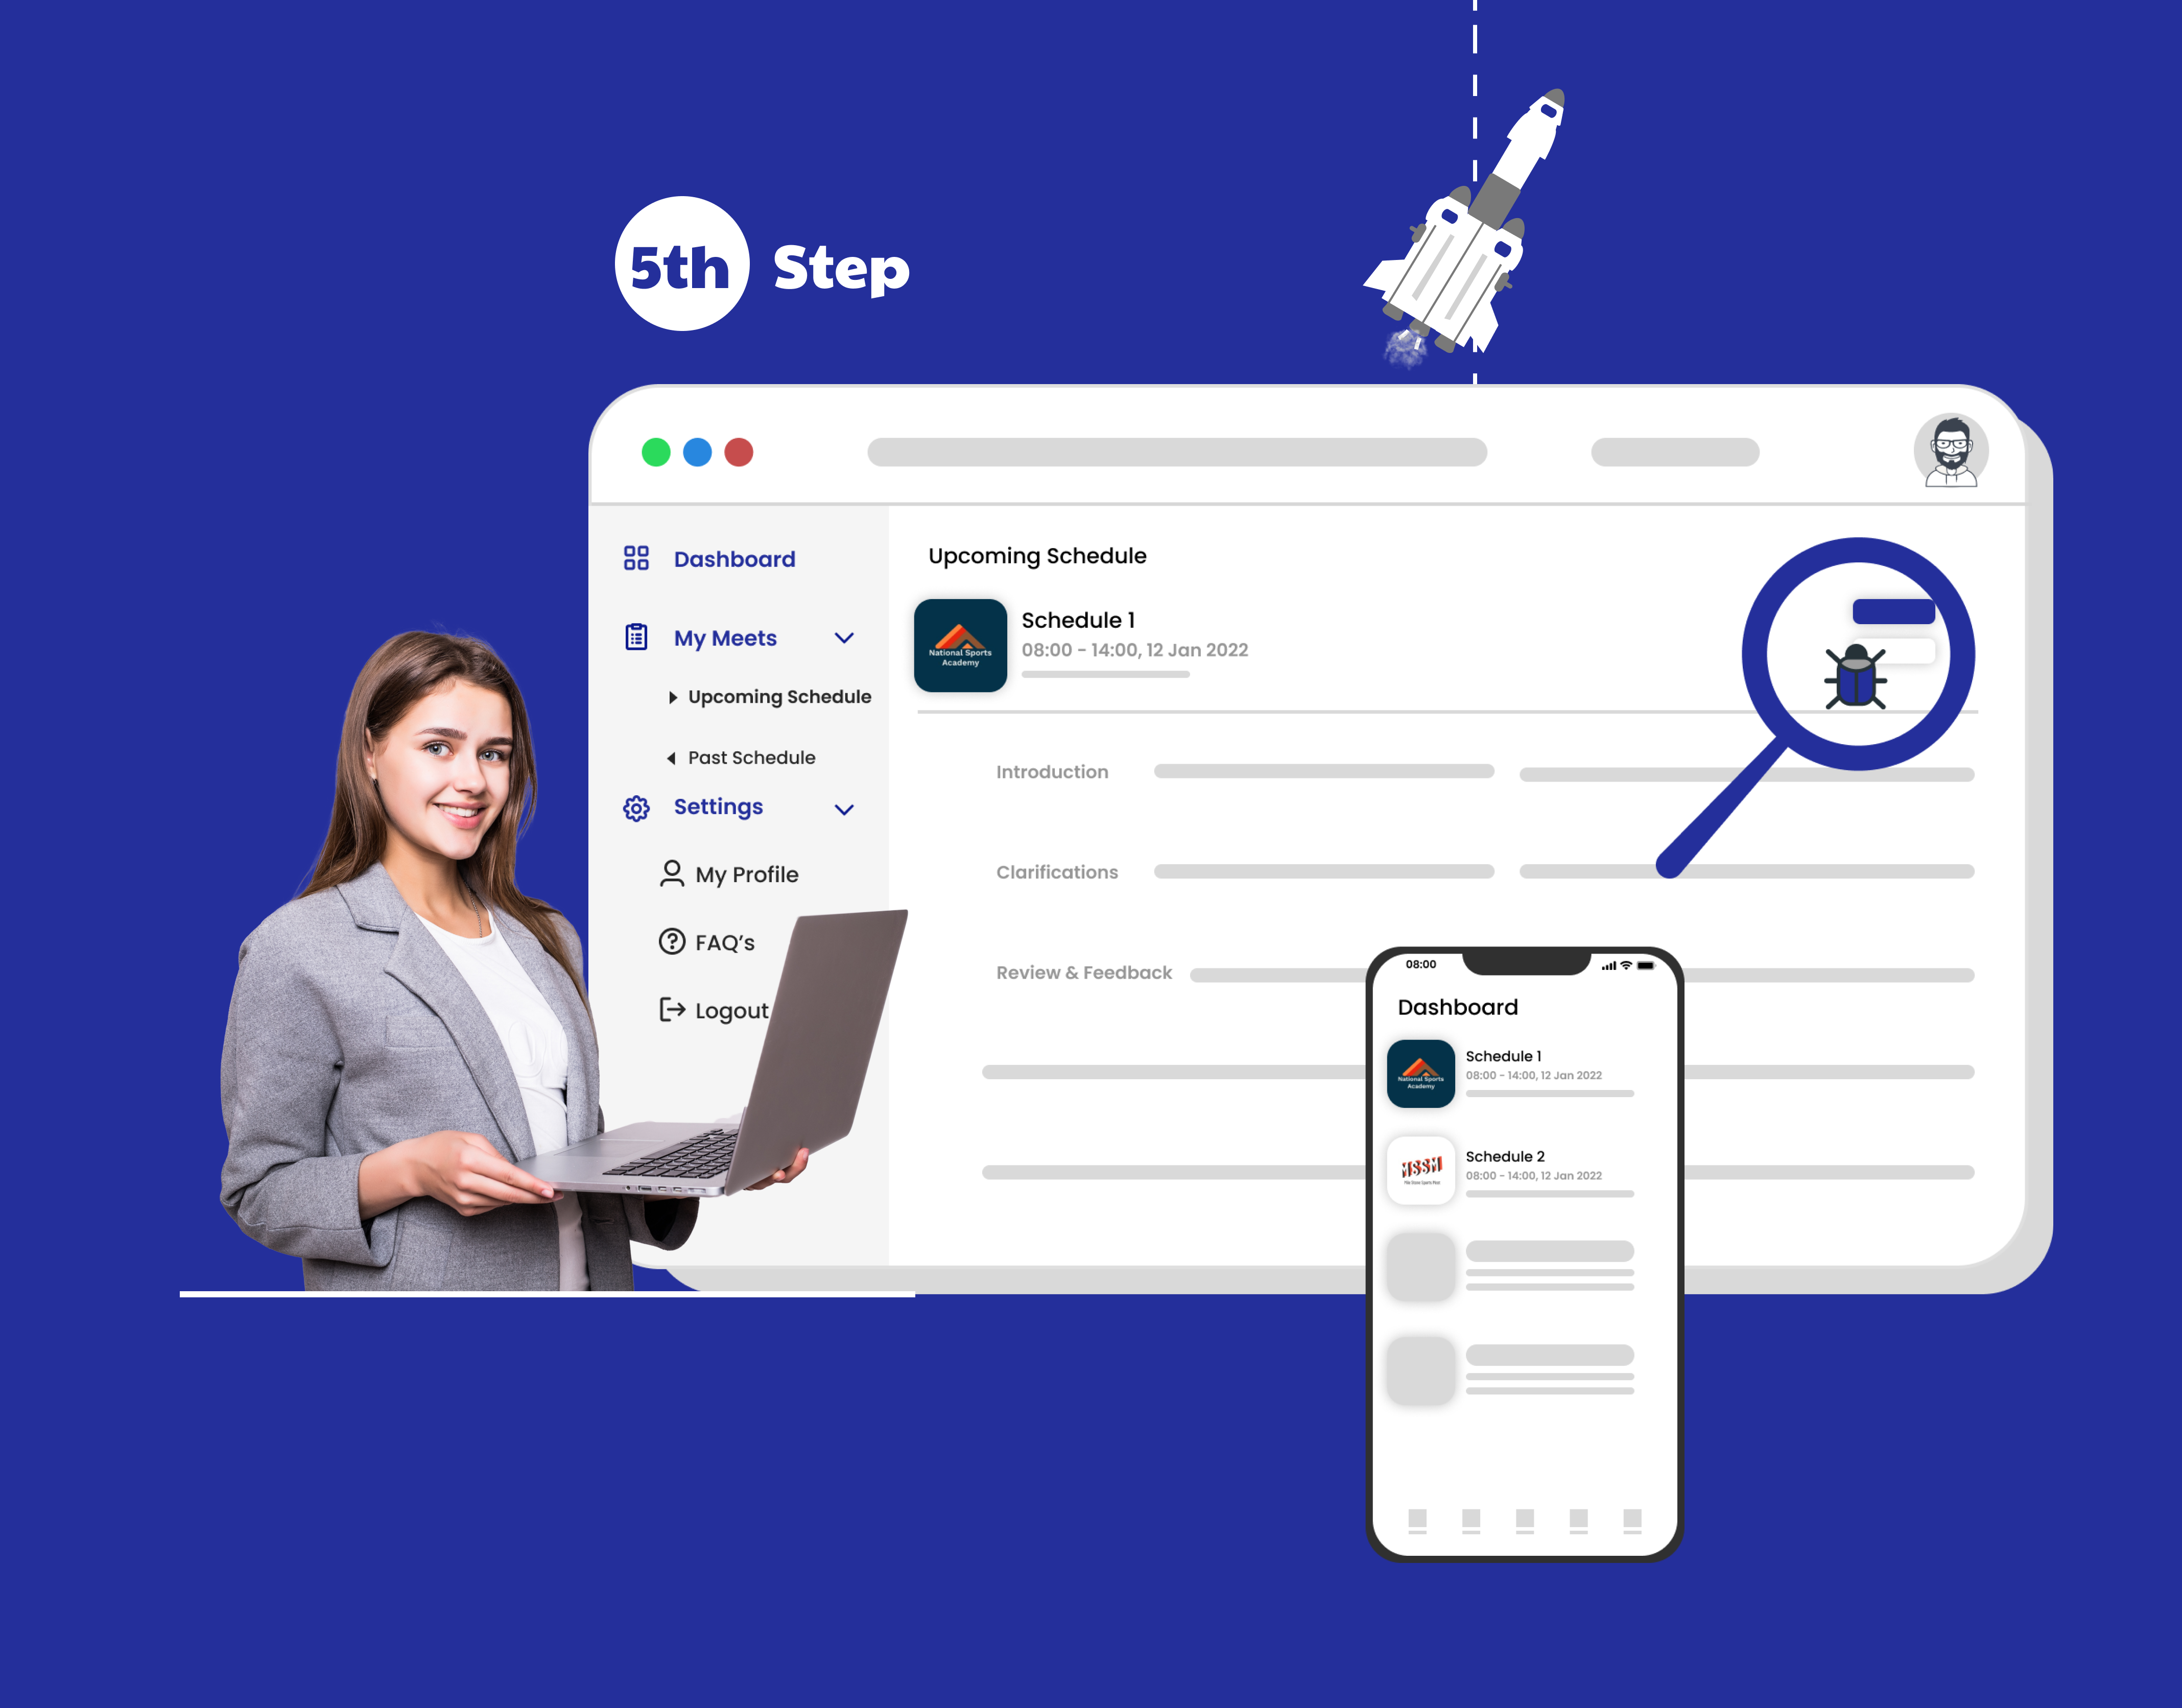 5th Step
Dashboard
My Meets
Upcoming Schedule
Past Schedule
Settings
My Profile
FAQ's
Logout
Upcoming Schedule
National Sports
Academy
Schedule 1
08:00 - 14:00, 12 Jan 2022
Introduction
Clarifications
Review & Feedback
08:00
Dashboard
National Sports
Academy
Schedule 1
08:00 - 14:00, 12 Jan 2022
MSSM
Schedule 2
08:00 - 14:00, 12 Jan 2022